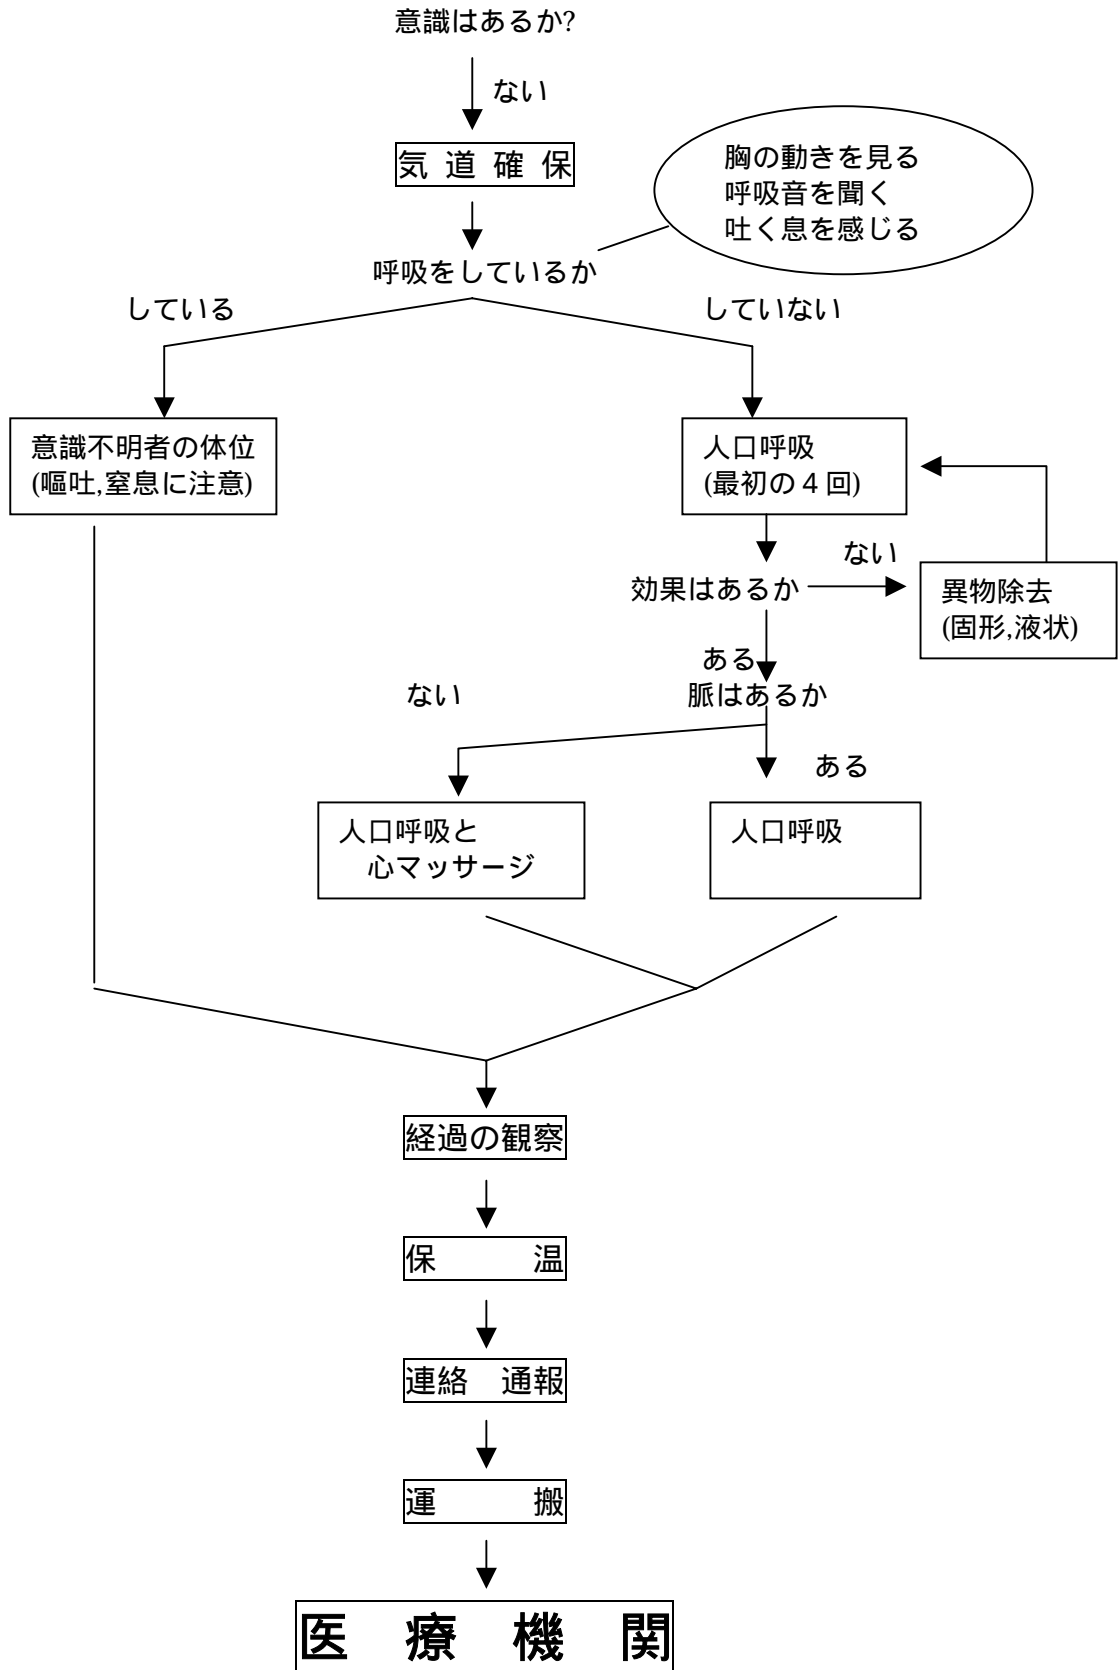 意識はあるか?
ない
気 道 確 保
胸の動きを見る
呼吸音を聞く
吐く息を感じる
呼吸をしているか
している
していない
意識不明者の体位
(嘔吐,窒息に注意)
人口呼吸
(最初の４回)
ない
効果はあるか
異物除去
(固形,液状)
ある
ない
脈はあるか
ある
人口呼吸と
心マッサージ
人口呼吸
経過の観察
保　　　温
連絡　通報
運　　　搬
医　療　機　関